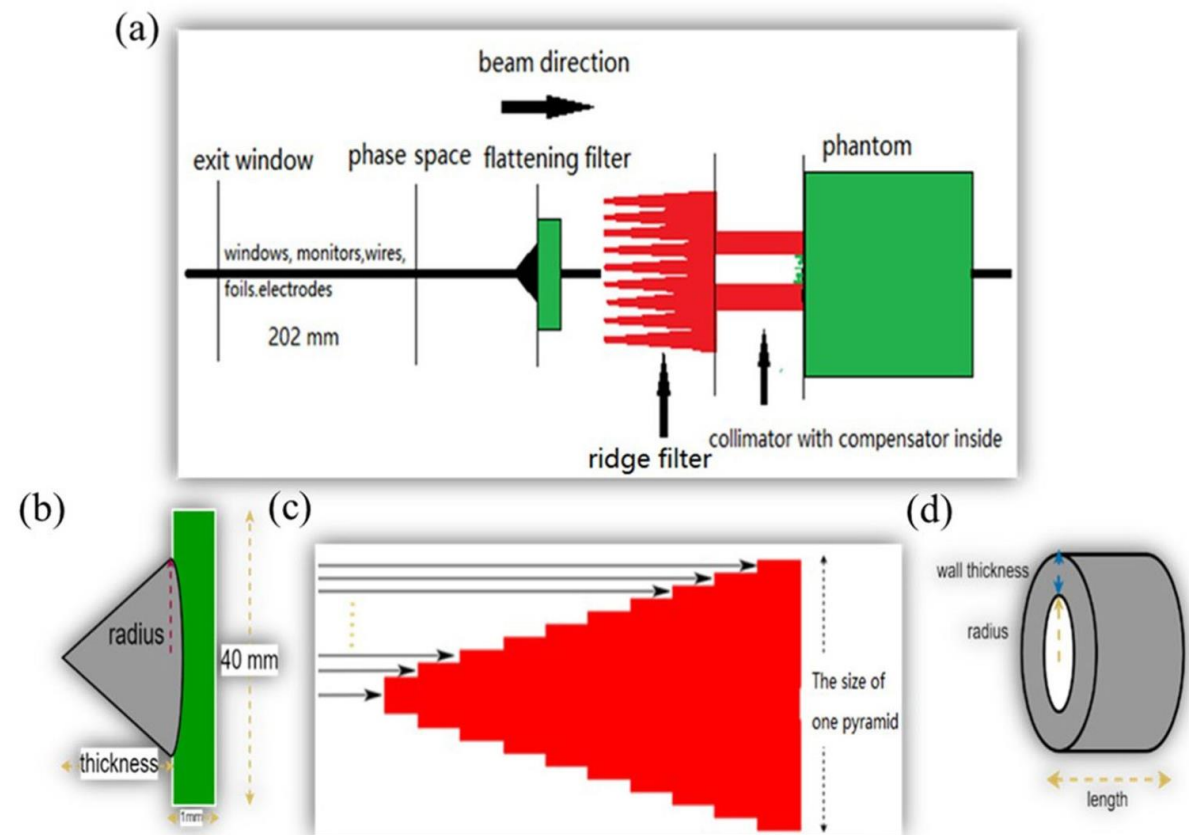 (a)
beam direction
exit window
phase space
flattening filter
phantom
windows, monitors,wires,
foils.electrodes
202 mm
collimator with compensator inside
ridge filter
(b)
(c)
(d)
radius
40 mm
thickness
1mm
The size of
one pyramid
wall thickness
radius
length